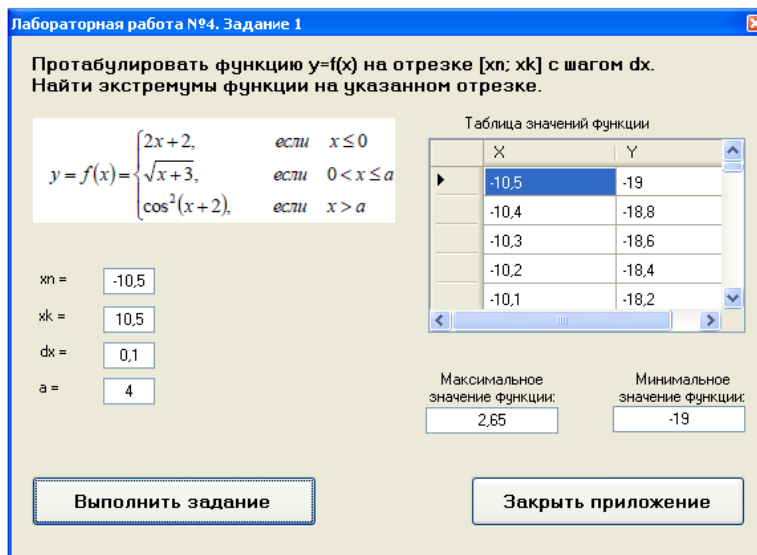 Лабораторная работа №4. Задание 1
Протабулировать функцию y=f(x) на отрезке [xn; xk] с шагом dx.
Найти экстремумы функции на указанном отрезке.
y = f(x) = { 2x + 2, если x ≤ 0
√(x+3), если 0 < x ≤ a
cos²(x+2), если x > a
xn = -10,5
xk = 10,5
dx = 0,1
a = 4
Таблица значений функции
X Y
-10,5 -19
-10,4 -18,8
-10,3 -18,6
-10,2 -18,4
-10,1 -18,2
Максимальное
значение функции:
2,65
Минимальное
значение функции:
-19
Выполнить задание
Закрыть приложение